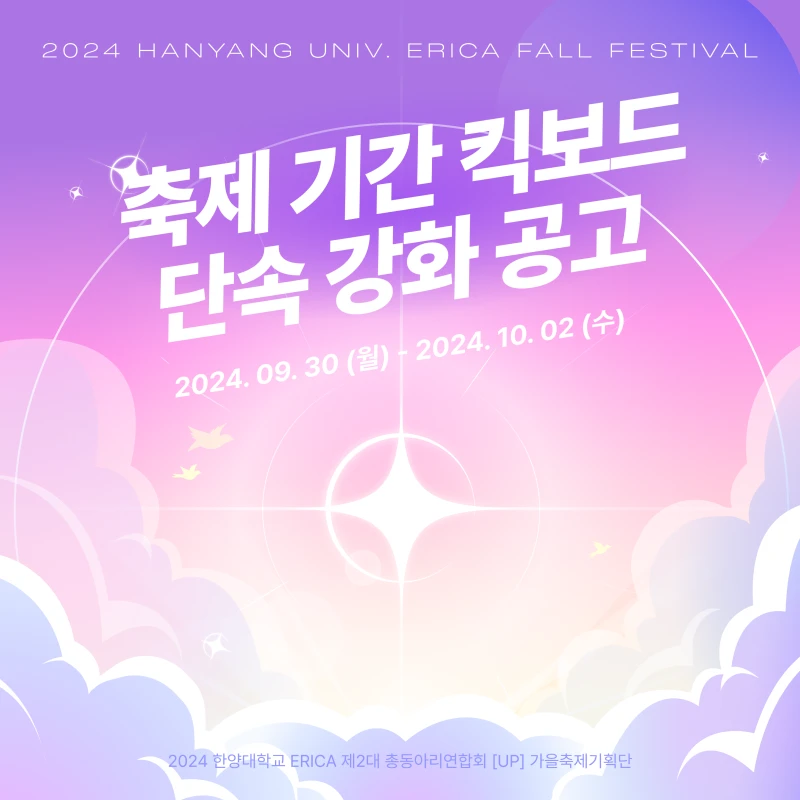 2024 HANYANG UNIV. ERICA FALL FESTIVAL
축제 기간 킥보드
단속 강화 공고
2024. 09. 30 (월) - 2024. 10. 02 (수)
2024 한양대학교 ERICA 제2대 총동아리연합회 [UP] 가을축제기획단